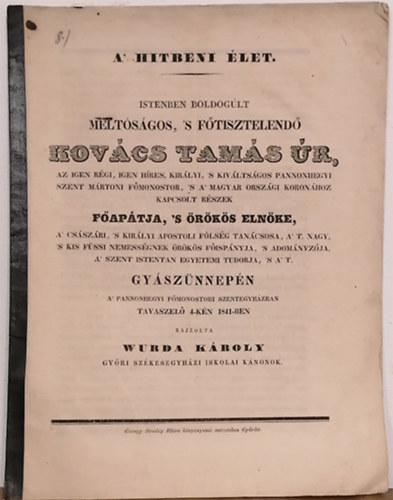 8.)
A' HITBENI ÉLET.
ISTENBEN BOLDOGÚLT
MÉLTÓSÁGOS, 'S FŐTISZTELENDŐ
KOVÁCS TAMÁS ÚR,
AZ IGEN RÉGI, IGEN HÍRES, KIRÁLYI, 'S KIVÁLTSÁGOS PANNONHEGYI
SZENT MÁRTONI FŐMONOSTOR, 'S A' MAGYAR ORSZÁGI KORONÁHOZ
KAPCSOLT RÉSZEK
FŐAPÁTJA, 'S ÖRÖKÖS ELNÖKE,
A' CSÁSZÁRI, 'S KIRÁLYI APOSTOLI FÖLSÉG TANÁCSOSA, A' T. NAGY,
'S KIS FÜSSI NEMESSÉGNEK ÖRÖKÖS FŐISPÁNYJA, 'S ADOMÁNYZÓJA,
A' SZENT ISTENTAN EGYETEMI TUDORJA, 'S A' T.
GYÁSZÜNNEPÉN
A' PANNONHEGYI FŐMONOSTORI SZENTEGYHÁZBAN
TAVASZELŐ 4-KÉN 1841-BEN
RAJZOLTA
WURDA KÁROLY
GYŐRI SZÉKESEGYHÁZI ISKOLAI KANONOK.
Győrött